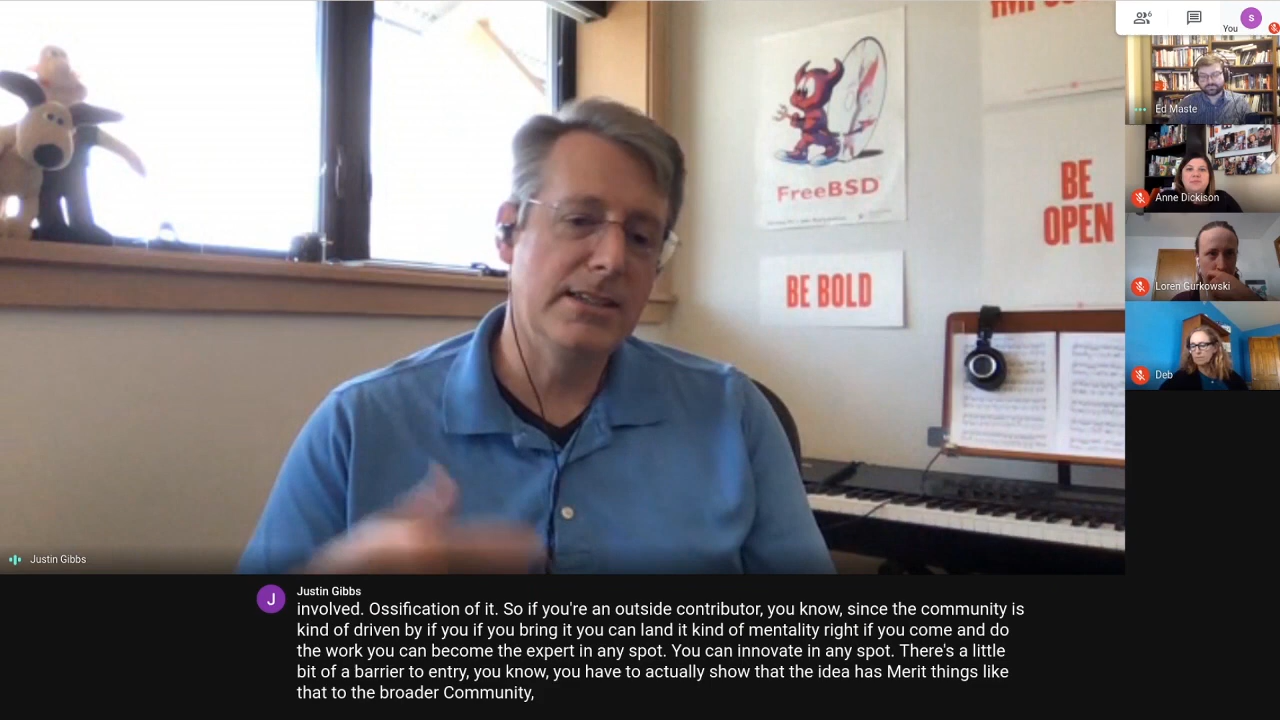 6
You
S
Ed Maste
Anne Dickison
Loren Gurkowski
Deb
FreeBSD
BE
OPEN
BE BOLD
Justin Gibbs
J
Justin Gibbs
involved. Ossification of it. So if you're an outside contributor, you know, since the community is
kind of driven by if you if you bring it you can land it kind of mentality right if you come and do
the work you can become the expert in any spot. You can innovate in any spot. There's a little
bit of a barrier to entry, you know, you have to actually show that the idea has Merit things like
that to the broader Community,